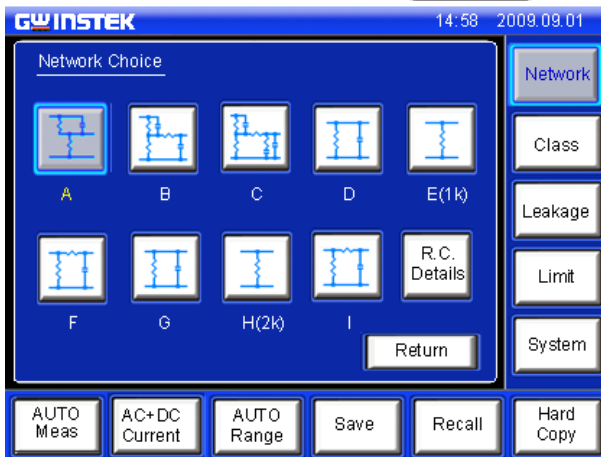 GWINSTEK 14:58 2009.09.01
Network Choice
A B C D E(1k)
F G H(2k) I
R.C.
Details
Return
Network
Class
Leakage
Limit
System
AUTO
Meas
AC+DC
Current
AUTO
Range
Save
Recall
Hard
Copy